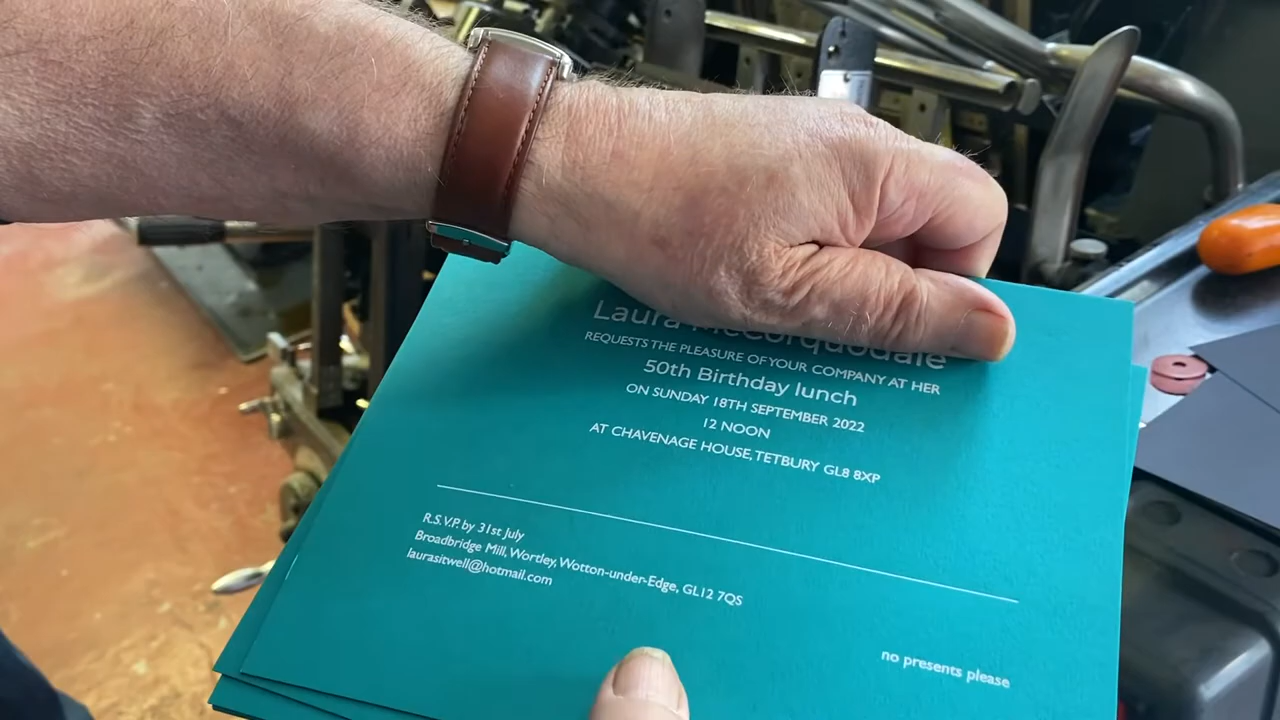 Laura McCorquodale
REQUESTS THE PLEASURE OF YOUR COMPANY AT HER
50th Birthday lunch
ON SUNDAY 18TH SEPTEMBER 2022
12 NOON
AT CHAVENAGE HOUSE, TETBURY GL8 8XP
R.S.V.P. by 31st July
Broadbridge Mill, Wortley, Wotton-under-Edge, GL12 7QS
laurasitwell@hotmail.com
no presents please